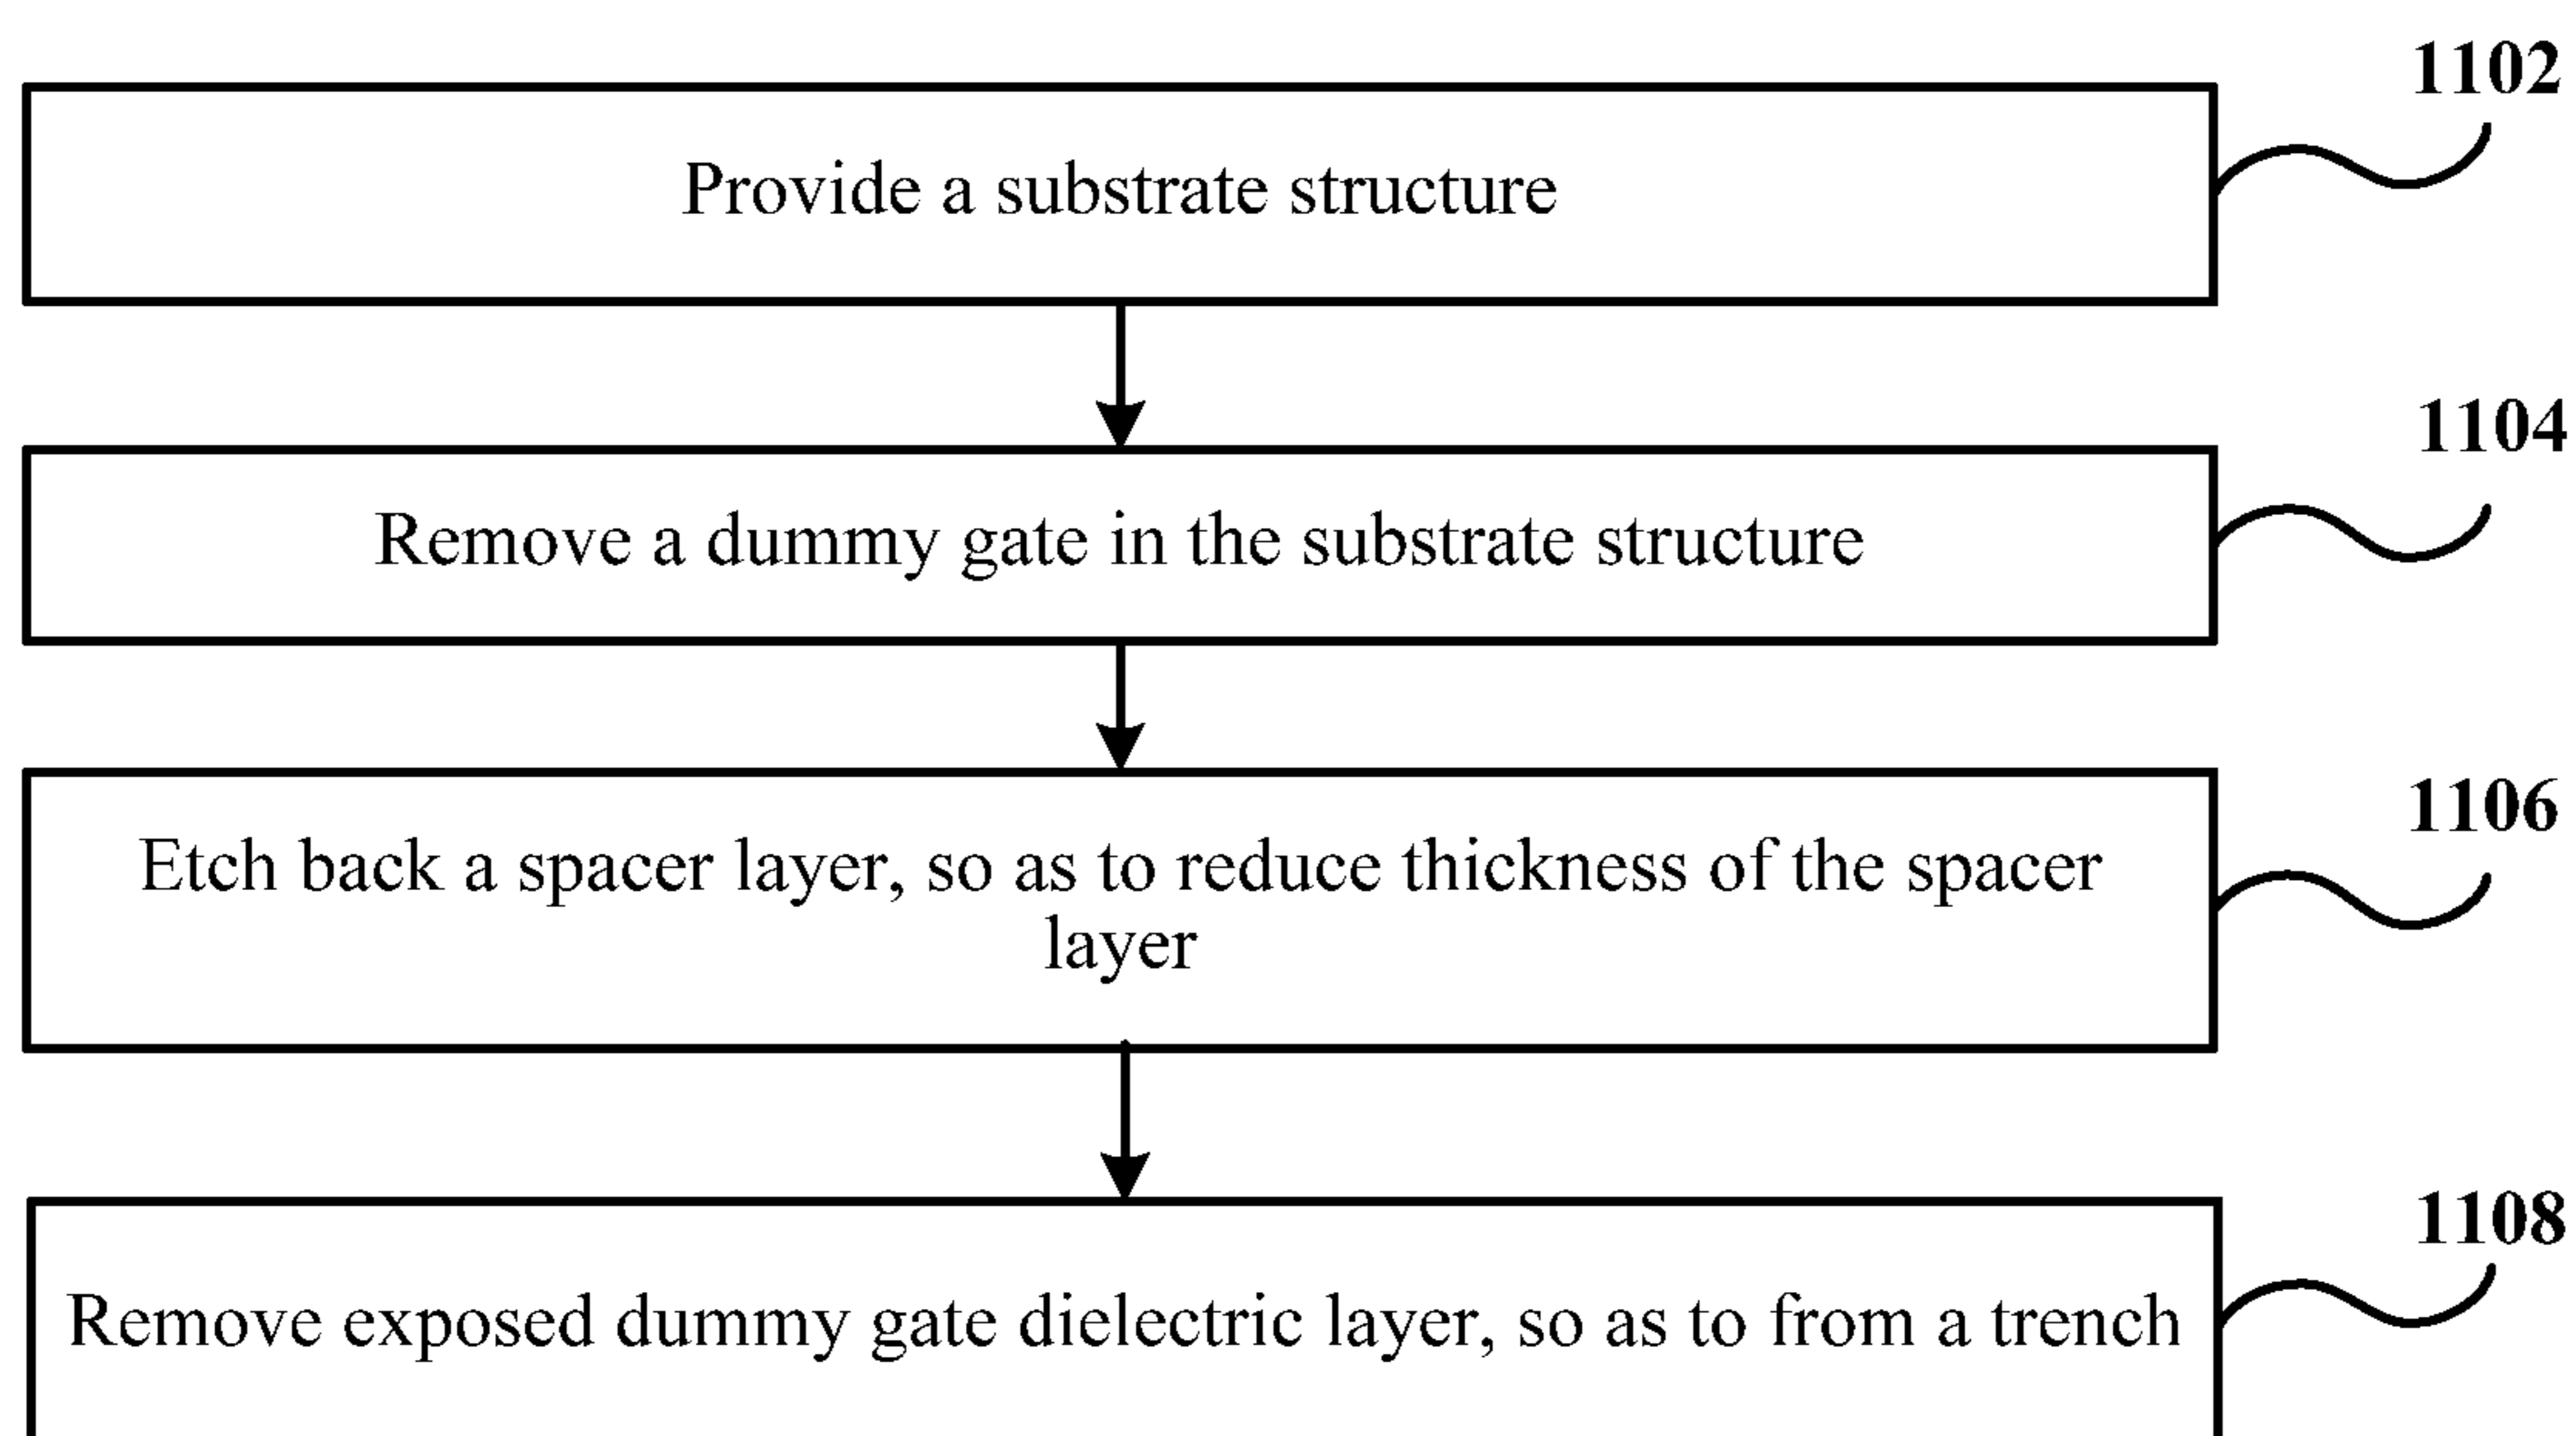 1102
Provide a substrate structure
1104
Remove a dummy gate in the substrate structure
1106
Etch back a spacer layer, so as to reduce thickness of the spacer
layer
1108
Remove exposed dummy gate dielectric layer, so as to from a trench